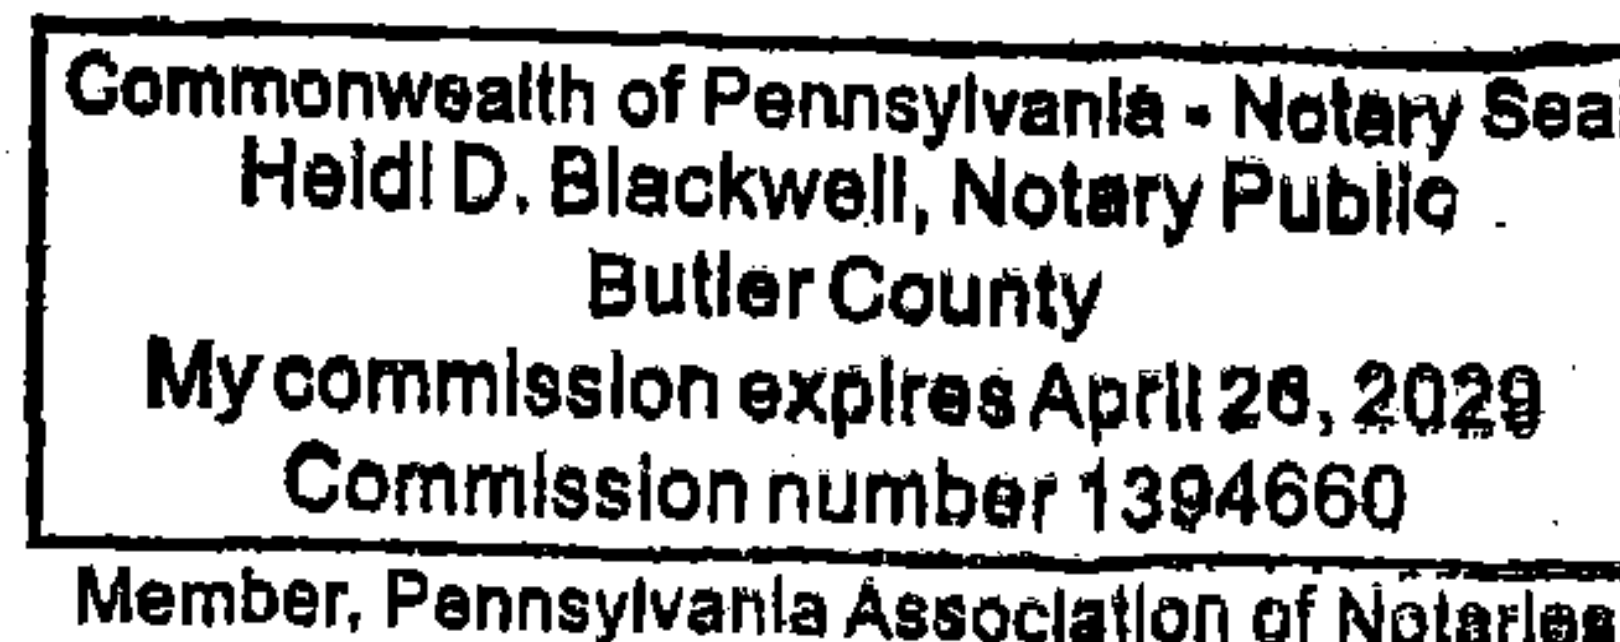 Commonwealth of Pennsylvania - Notary Seal
Heidi D. Blackwell, Notary Public
Butler County
My commission expires April 26, 2029
Commission number 1394660
Member, Pennsylvania Association of Notaries